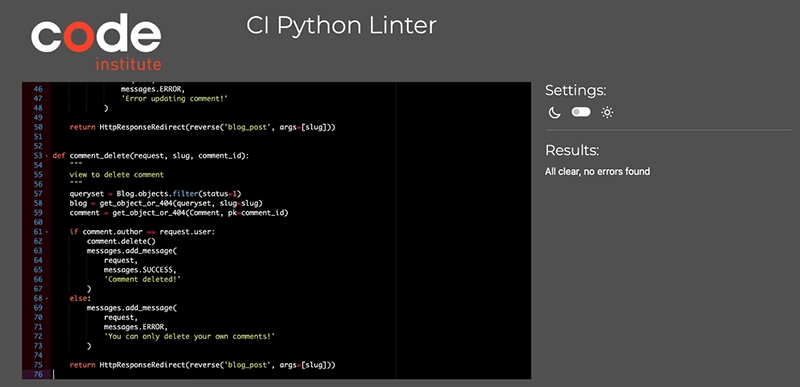 code
institute
CI Python Linter
46 messages.ERROR,
47 'Error updating comment!'
48 )
49
50 return HttpResponseRedirect(reverse('blog_post', args=[slug]))
51
52
53 def comment_delete(request, slug, comment_id):
54 """
55 view to delete comment
56 """
57 queryset = Blog.objects.filter(status=1)
58 blog = get_object_or_404(queryset, slug=slug)
59 comment = get_object_or_404(Comment, pk=comment_id)
60
61 if comment.author == request.user:
62 comment.delete()
63 messages.add_message(
64 request,
65 messages.SUCCESS,
66 'Comment deleted!'
67 )
68 else:
69 messages.add_message(
70 request,
71 messages.ERROR,
72 'You can only delete your own comments!'
73 )
74
75 return HttpResponseRedirect(reverse('blog_post', args=[slug]))
76
Settings:
Results:
All clear, no errors found